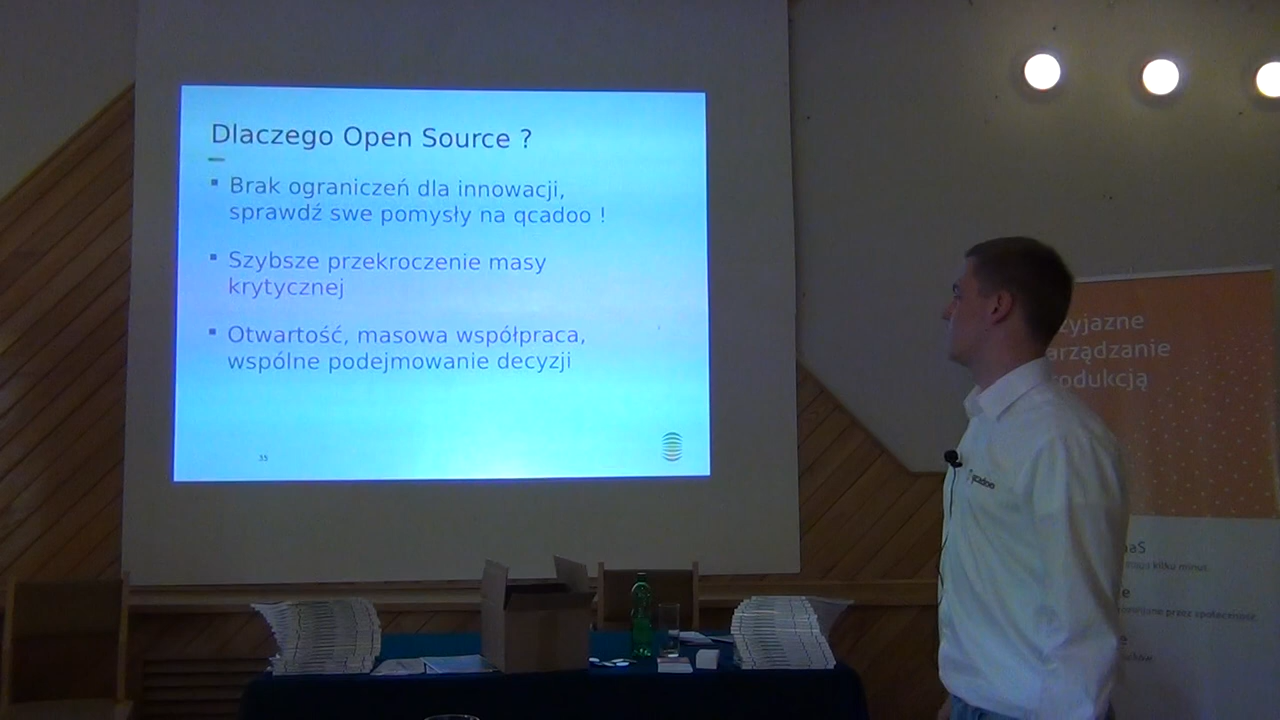 Dlaczego Open Source ?
Brak ograniczeń dla innowacji,
sprawdź swe pomysły na qcadoo !
Szybsze przekroczenie masy
krytycznej
Otwartość, masowa współpraca,
wspólne podejmowanie decyzji
35
qcadoo
zyjazne
arządzanie
rodukcją
aaS
kilku minut
e
przez społeczność
e